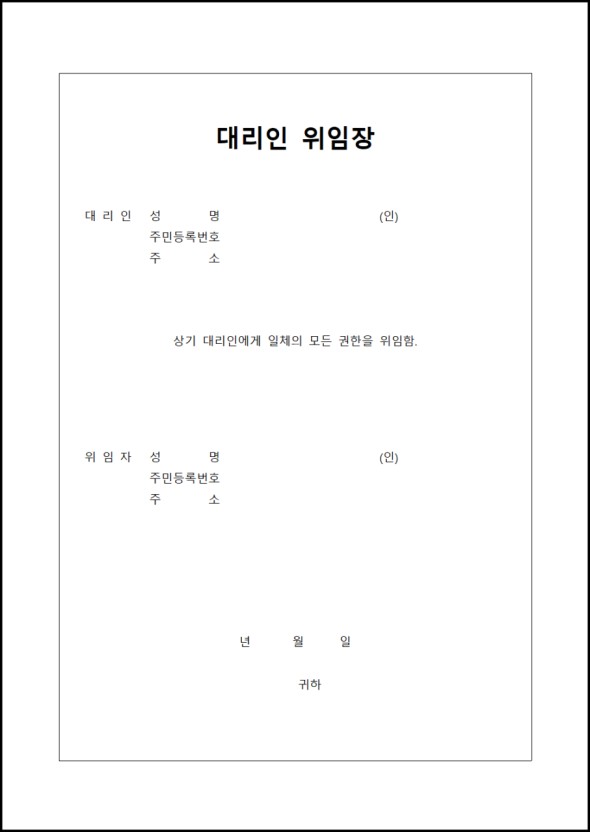 대리인 위임장
대 리 인 성 명 (인)
주민등록번호
주 소
상기 대리인에게 일체의 모든 권한을 위임함.
위 임 자 성 명 (인)
주민등록번호
주 소
년 월 일
귀하